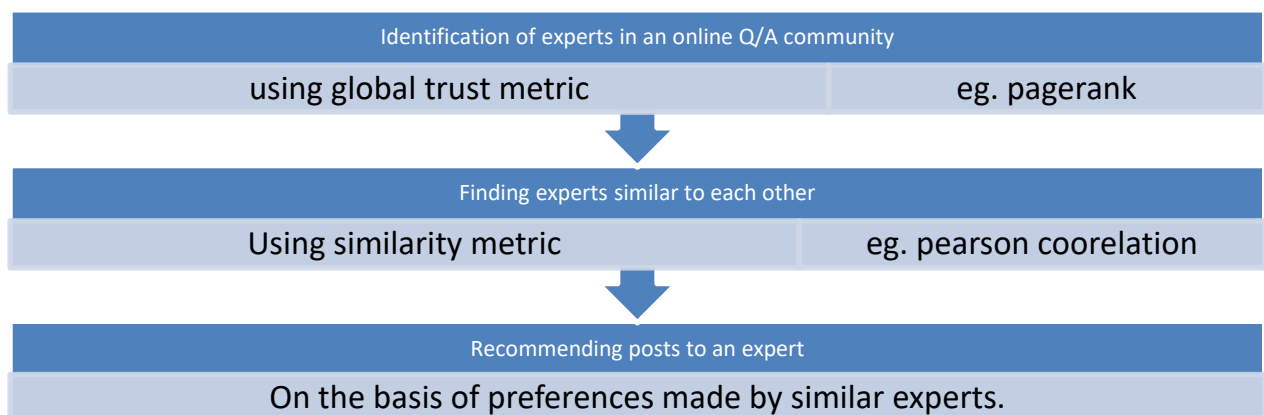 Identification of experts in an online Q/A community
using global trust metric
eg. pagerank
Finding experts similar to each other
Using similarity metric
eg. pearson coorelation
Recommending posts to an expert
On the basis of preferences made by similar experts.